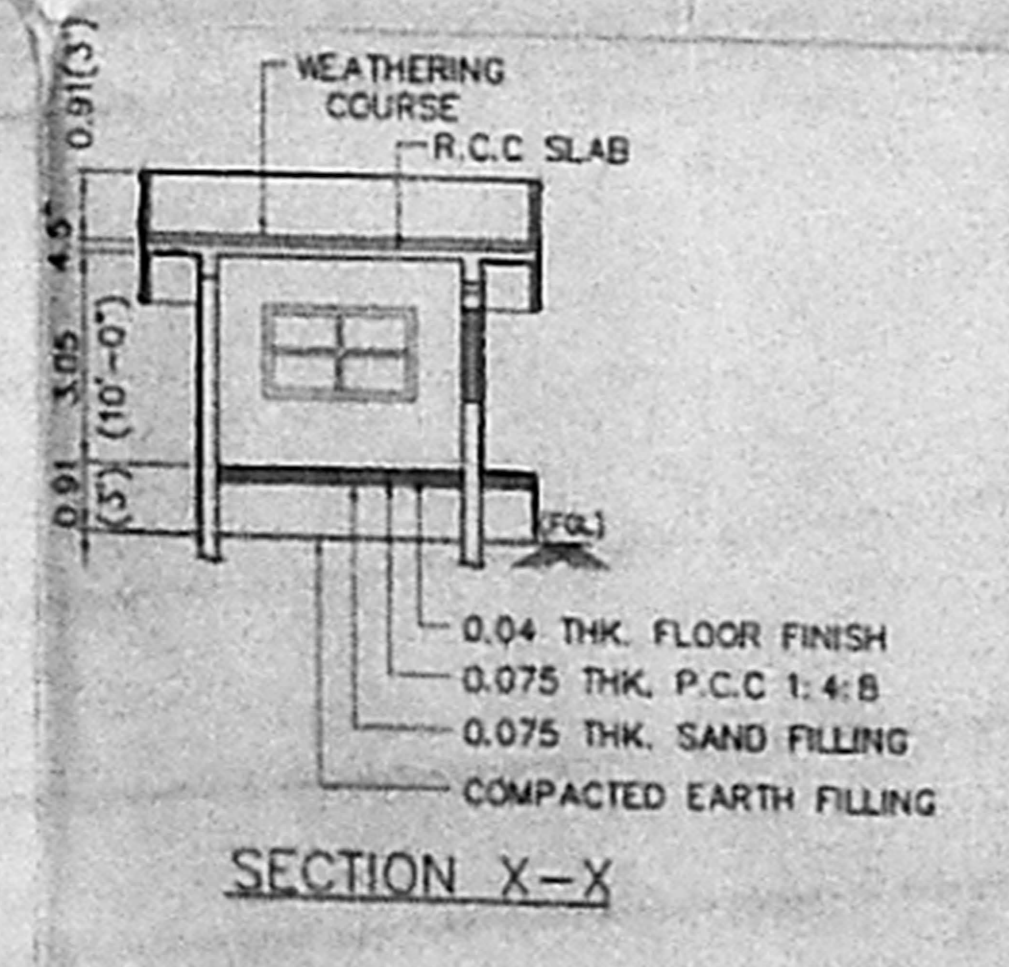 WEATHERING
COURSE
R.C.C SLAB
0.91(3')
4.5"
3.05
(10'-0")
0.91
(3')
(FGL)
0.04 THK. FLOOR FINISH
0.075 THK. P.C.C 1:4:8
0.075 THK. SAND FILLING
COMPACTED EARTH FILLING
SECTION X-X